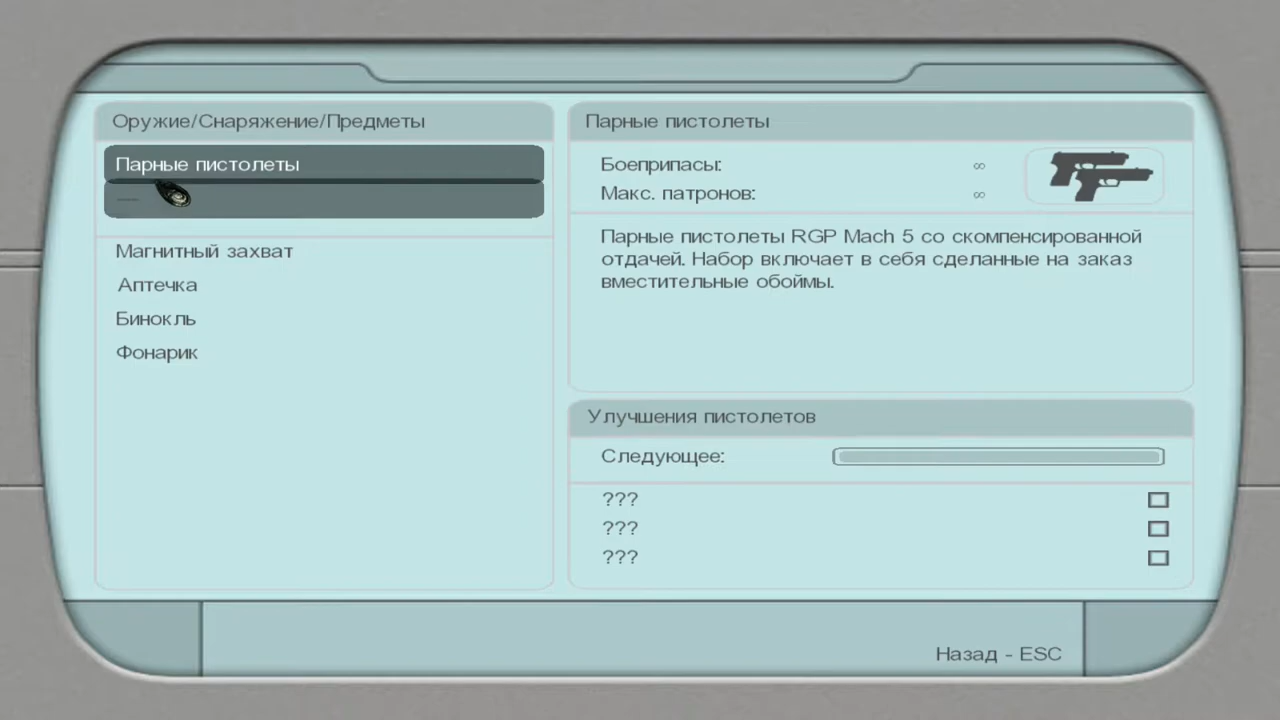 Оружие/Снаряжение/Предметы
Парные пистолеты
—
Магнитный захват
Аптечка
Бинокль
Фонарик
Парные пистолеты
Боеприпасы: ∞
Макс. патронов: ∞
Парные пистолеты RGP Mach 5 со скомпенсированной
отдачей. Набор включает в себя сделанные на заказ
вместительные обоймы.
Улучшения пистолетов
Следующее:
???
???
???
Назад - ESC